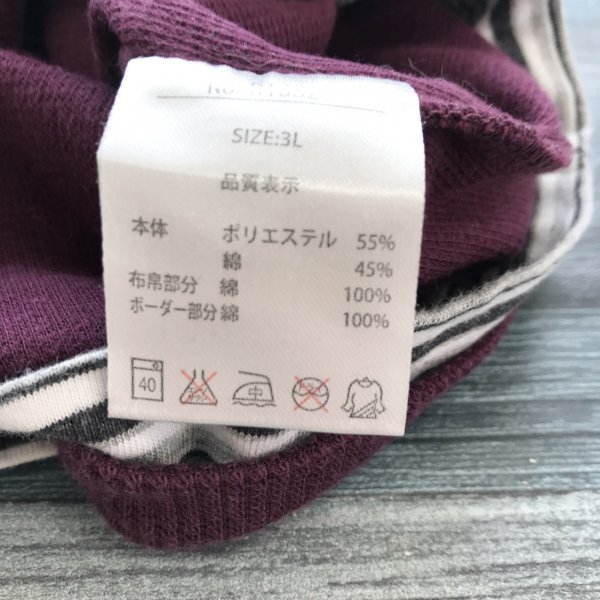 SIZE:3L
品質表示
本体 ポリエステル 55%
綿 45%
布帛部分 綿 100%
ボーダー部分 綿 100%
40 中